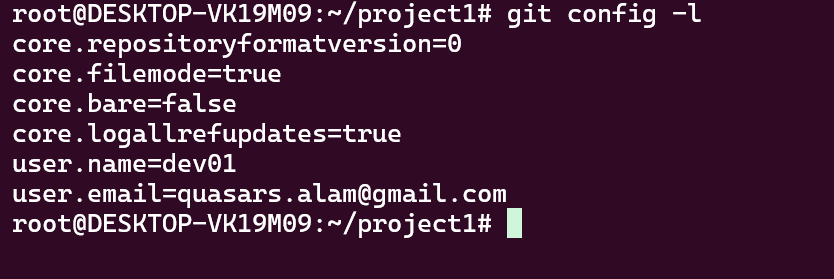 root@DESKTOP-VK19M09:~/project1# git config -l
core.repositoryformatversion=0
core.filemode=true
core.bare=false
core.logallrefupdates=true
user.name=dev01
user.email=quasars.alam@gmail.com
root@DESKTOP-VK19M09:~/project1#